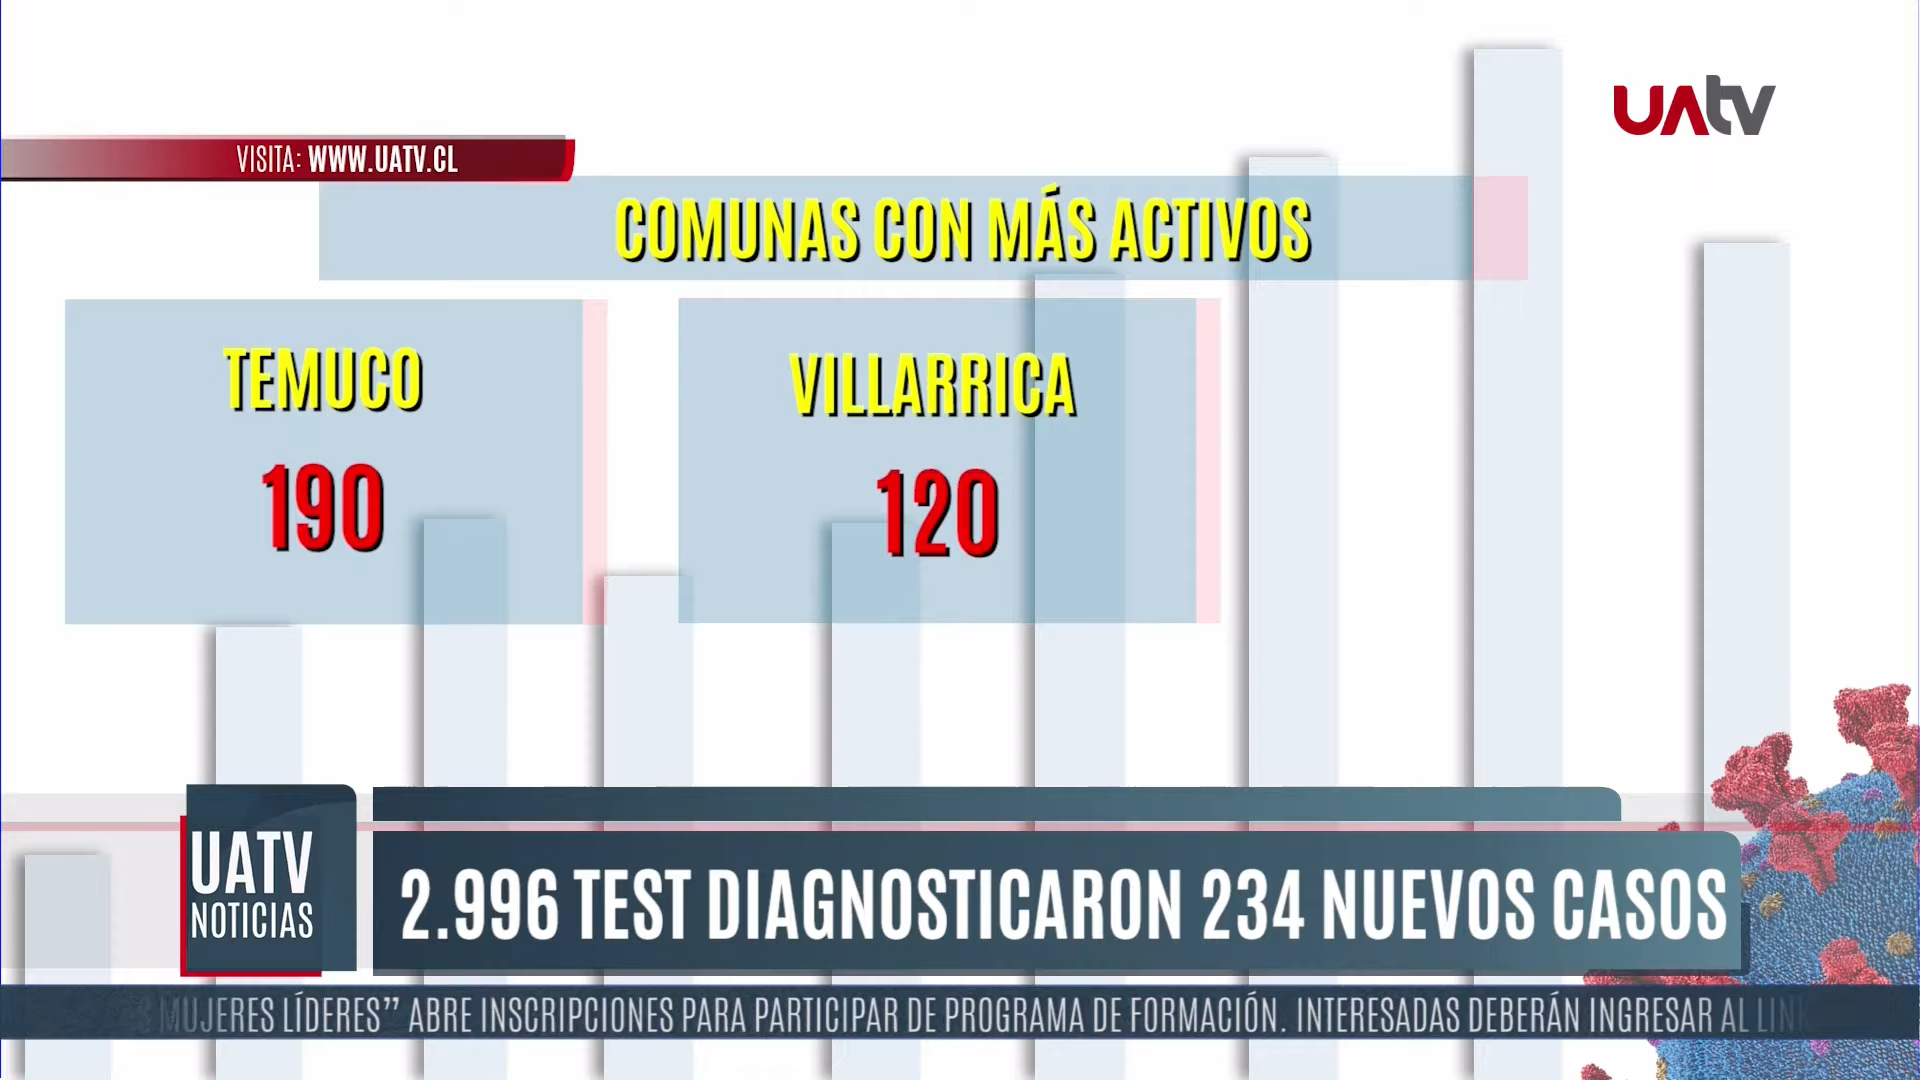 UATV
VISITA: WWW.UATV.CL
COMUNAS CON MÁS ACTIVOS
TEMUCO
190
VILLARRICA
120
UATV
NOTICIAS
2.996 TEST DIAGNOSTICARON 234 NUEVOS CASOS
MUJERES LÍDERES” ABRE INSCRIPCIONES PARA PARTICIPAR DE PROGRAMA DE FORMACIÓN. INTERESADAS DEBERÁN INGRESAR AL LINK